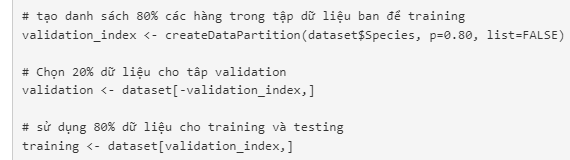 # tạo danh sách 80% các hàng trong tập dữ liệu ban để training
validation_index <- createDataPartition(dataset$Species, p=0.80, list=FALSE)
# Chọn 20% dữ liệu cho tâp validation
validation <- dataset[-validation_index,]
# sử dụng 80% dữ liệu cho training và testing
training <- dataset[validation_index,]